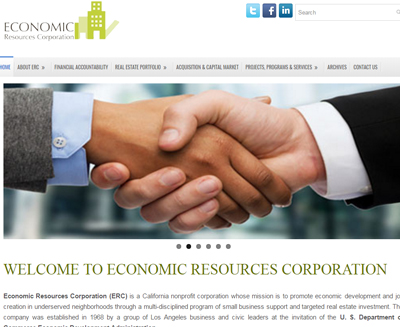 ECONOMIC
Resources Corporation
Search
HOME ABOUT ERC » FINANCIAL ACCOUNTABILITY REAL ESTATE PORTFOLIO » ACQUISITION & CAPITAL MARKET PROJECTS, PROGRAMS & SERVICES » ARCHIVES CONTACT US
WELCOME TO ECONOMIC RESOURCES CORPORATION
Economic Resources Corporation (ERC) is a California nonprofit corporation whose mission is to promote economic development and jo
creation in underserved neighborhoods through a multi-disciplined program of small business support and targeted real estate investment. Th
company was established in 1968 by a group of Los Angeles business and civic leaders at the invitation of the U. S. Department o
Commerce Economic Development Administration.